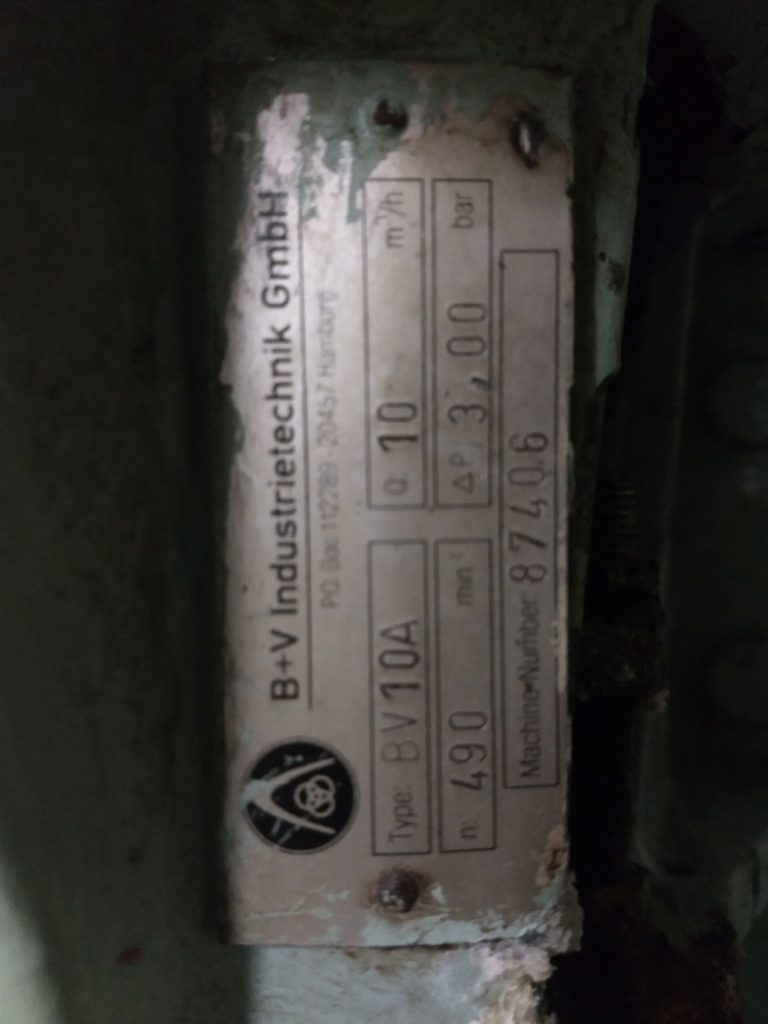 B+V Industrietechnik GmbH
P.O. Box 112289 - 20457 Hamburg
Type: BV10A Q: 10 m³/h
n: 490 min⁻¹ ΔP: 3,00 bar
Machine-Number: 87406